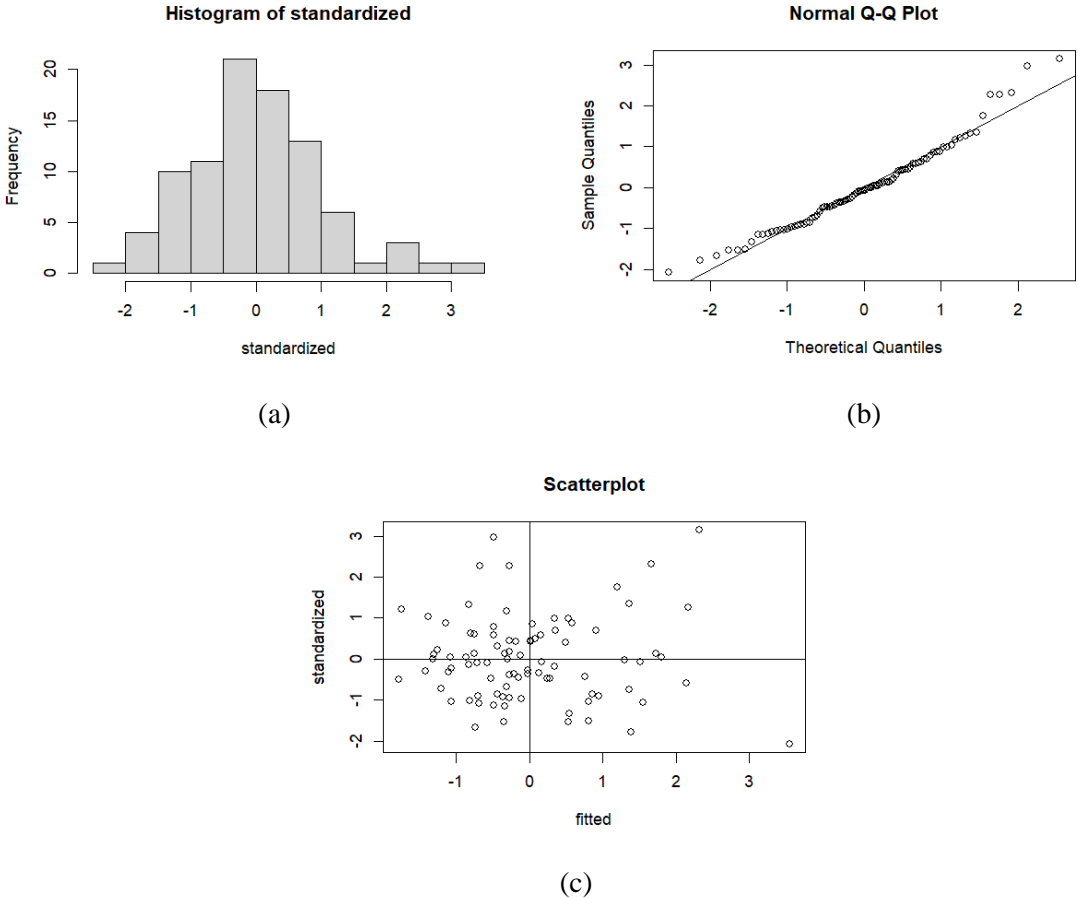 Histogram of standardized
Frequency
0 5 10 15 20
-2 -1 0 1 2 3
standardized
(a)
Normal Q-Q Plot
Sample Quantiles
-2 -1 0 1 2 3
-2 -1 0 1 2
Theoretical Quantiles
(b)
Scatterplot
standardized
-2 -1 0 1 2 3
-1 0 1 2 3
fitted
(c)